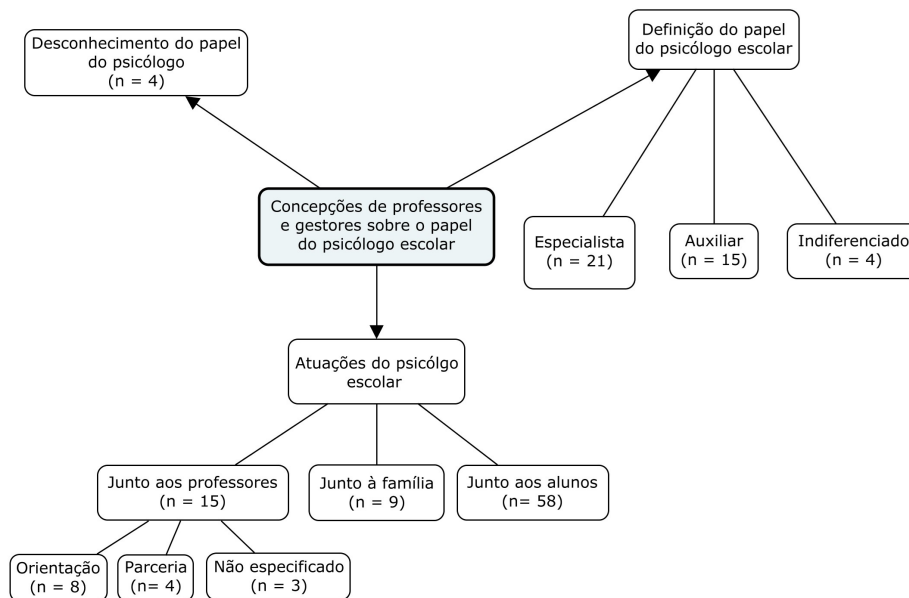 Desconhecimento do papel
do psicólogo
(n = 4)
Definição do papel
do psicólogo escolar
Concepções de professores
e gestores sobre o papel
do psicólogo escolar
Especialista
(n = 21)
Auxiliar
(n = 15)
Indiferenciado
(n = 4)
Atuações do psicólgo
escolar
Junto aos professores
(n = 15)
Junto à família
(n = 9)
Junto aos alunos
(n= 58)
Orientação
(n = 8)
Parceria
(n= 4)
Não especificado
(n = 3)